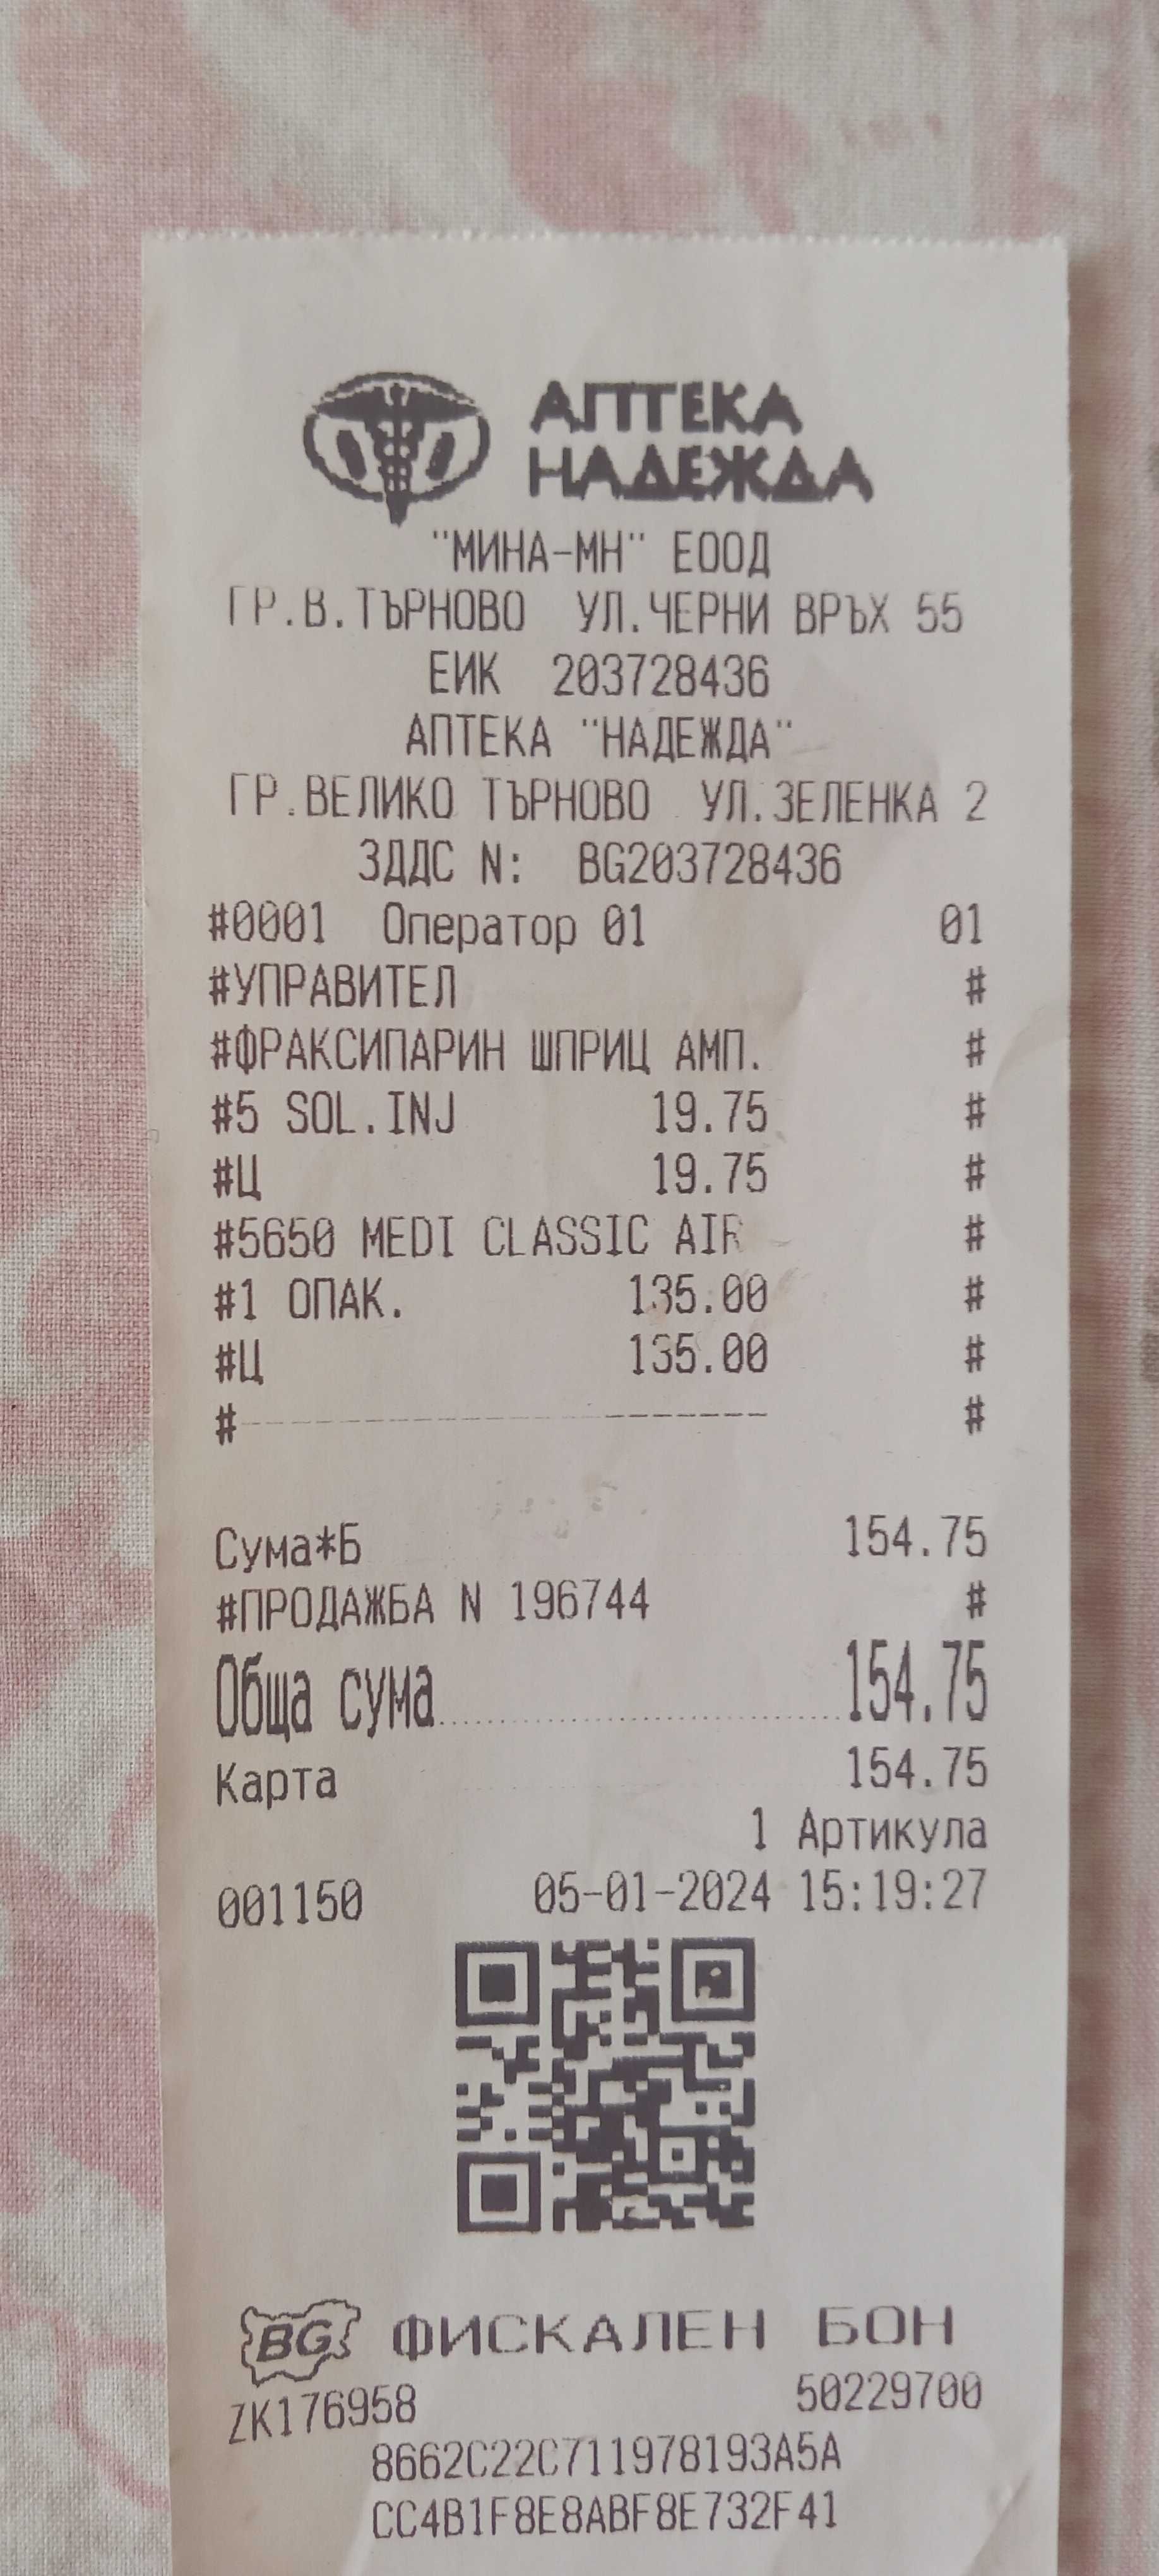 АПТЕКА
НАДЕЖДА
"МИНА-МН" ЕООД
ГР.В.ТЪРНОВО УЛ.ЧЕРНИ ВРЪХ 55
ЕИК 203728436
АПТЕКА "НАДЕЖДА"
ГР.ВЕЛИКО ТЪРНОВО УЛ.ЗЕЛЕНКА 2
ЗДДС N: BG203728436
#0001 Оператор 01 01
#УПРАВИТЕЛ #
#ФРАКСИПАРИН ШПРИЦ АМП. #
#5 SOL.INJ 19.75 #
#Ц 19.75 #
#5650 MEDI CLASSIC AIR #
#1 ОПАК. 135.00 #
#Ц 135.00 #
#---------------------- #
Сума*Б 154.75
#ПРОДАЖБА N 196744 #
Обща сума 154.75
Карта 154.75
1 Артикула
001150 05-01-2024 15:19:27
BG ФИСКАЛЕН БОН
ZK176958 50229700
8662C22C711978193A5A
CC4B1F8E8ABF8E732F41